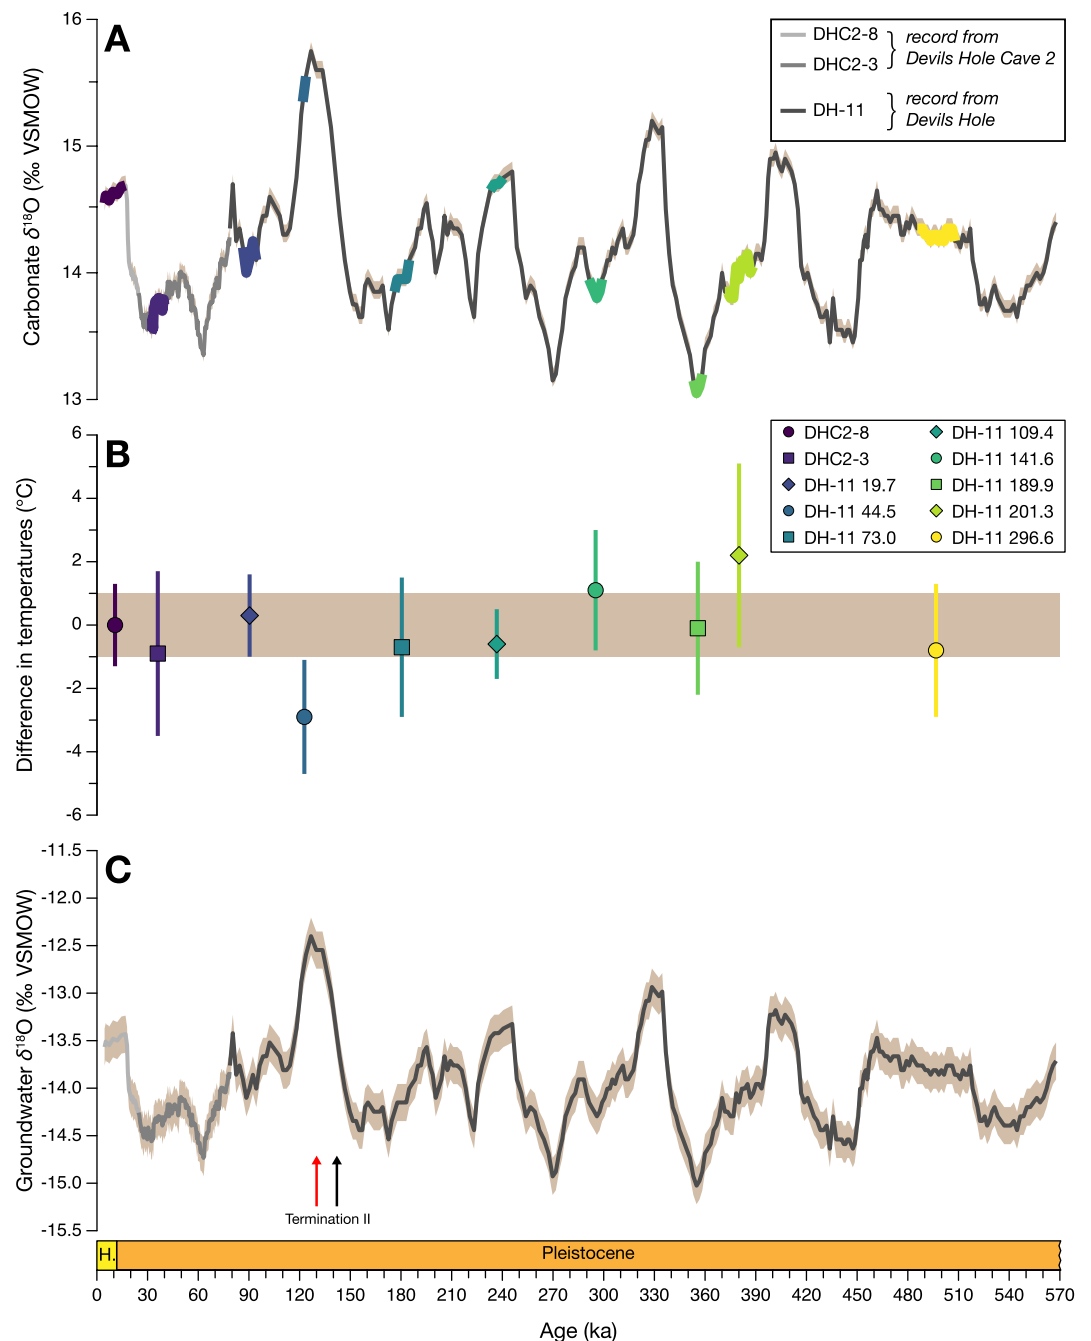 A
16
15
14
13
Carbonate δ¹⁸O (‰ VSMOW)
DHC2-8
DHC2-3
record from
Devils Hole Cave 2
DH-11
record from
Devils Hole
B
6
4
2
0
-2
-4
-6
Difference in temperatures (°C)
DHC2-8
DHC2-3
DH-11 19.7
DH-11 44.5
DH-11 73.0
DH-11 109.4
DH-11 141.6
DH-11 189.9
DH-11 201.3
DH-11 296.6
C
-11.5
-12.0
-12.5
-13.0
-13.5
-14.0
-14.5
-15.0
-15.5
Groundwater δ¹⁸O (‰ VSMOW)
Termination II
H. Pleistocene
0 30 60 90 120 150 180 210 240 270 300 330 360 390 420 450 480 510 540 570
Age (ka)